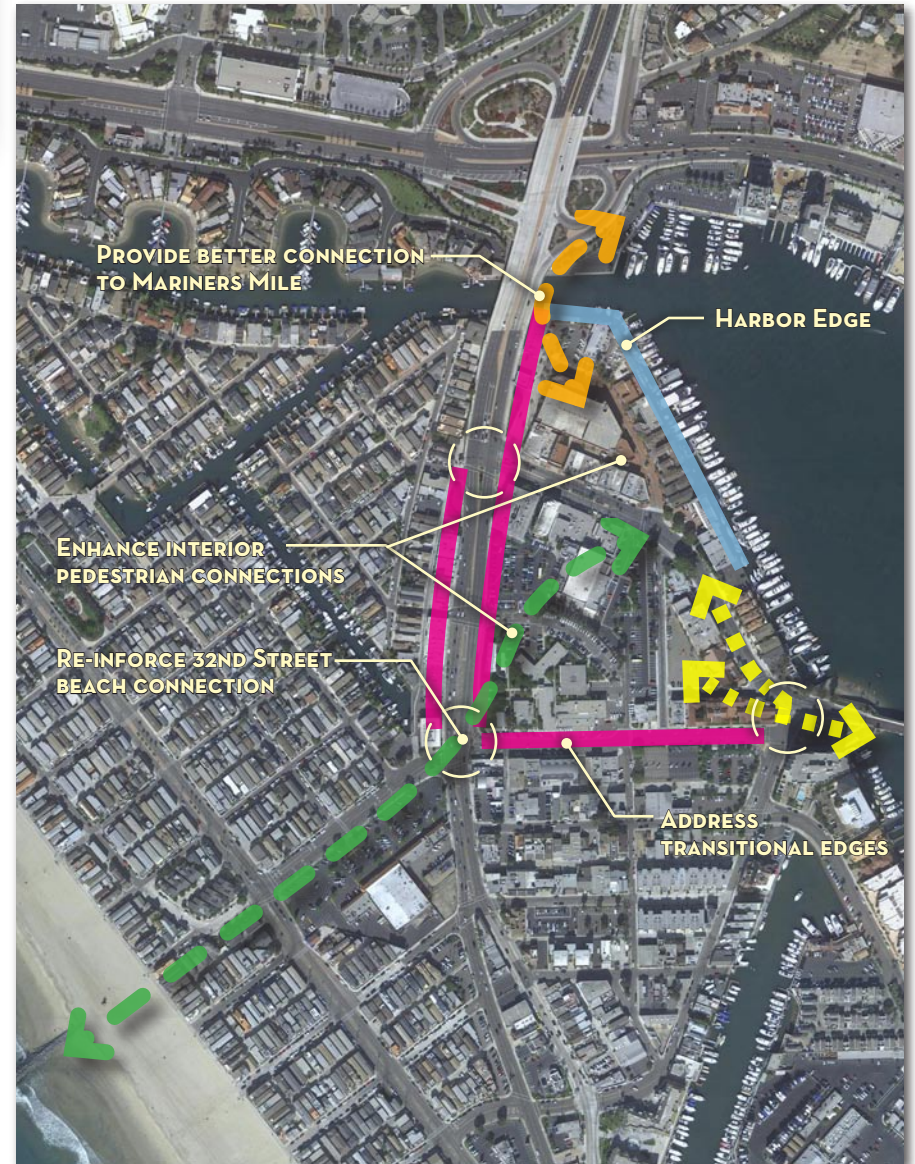 Provide better connection
to Mariners Mile
Harbor Edge
Enhance interior
pedestrian connections
Re-inforce 32nd Street
beach connection
Address
transitional edges